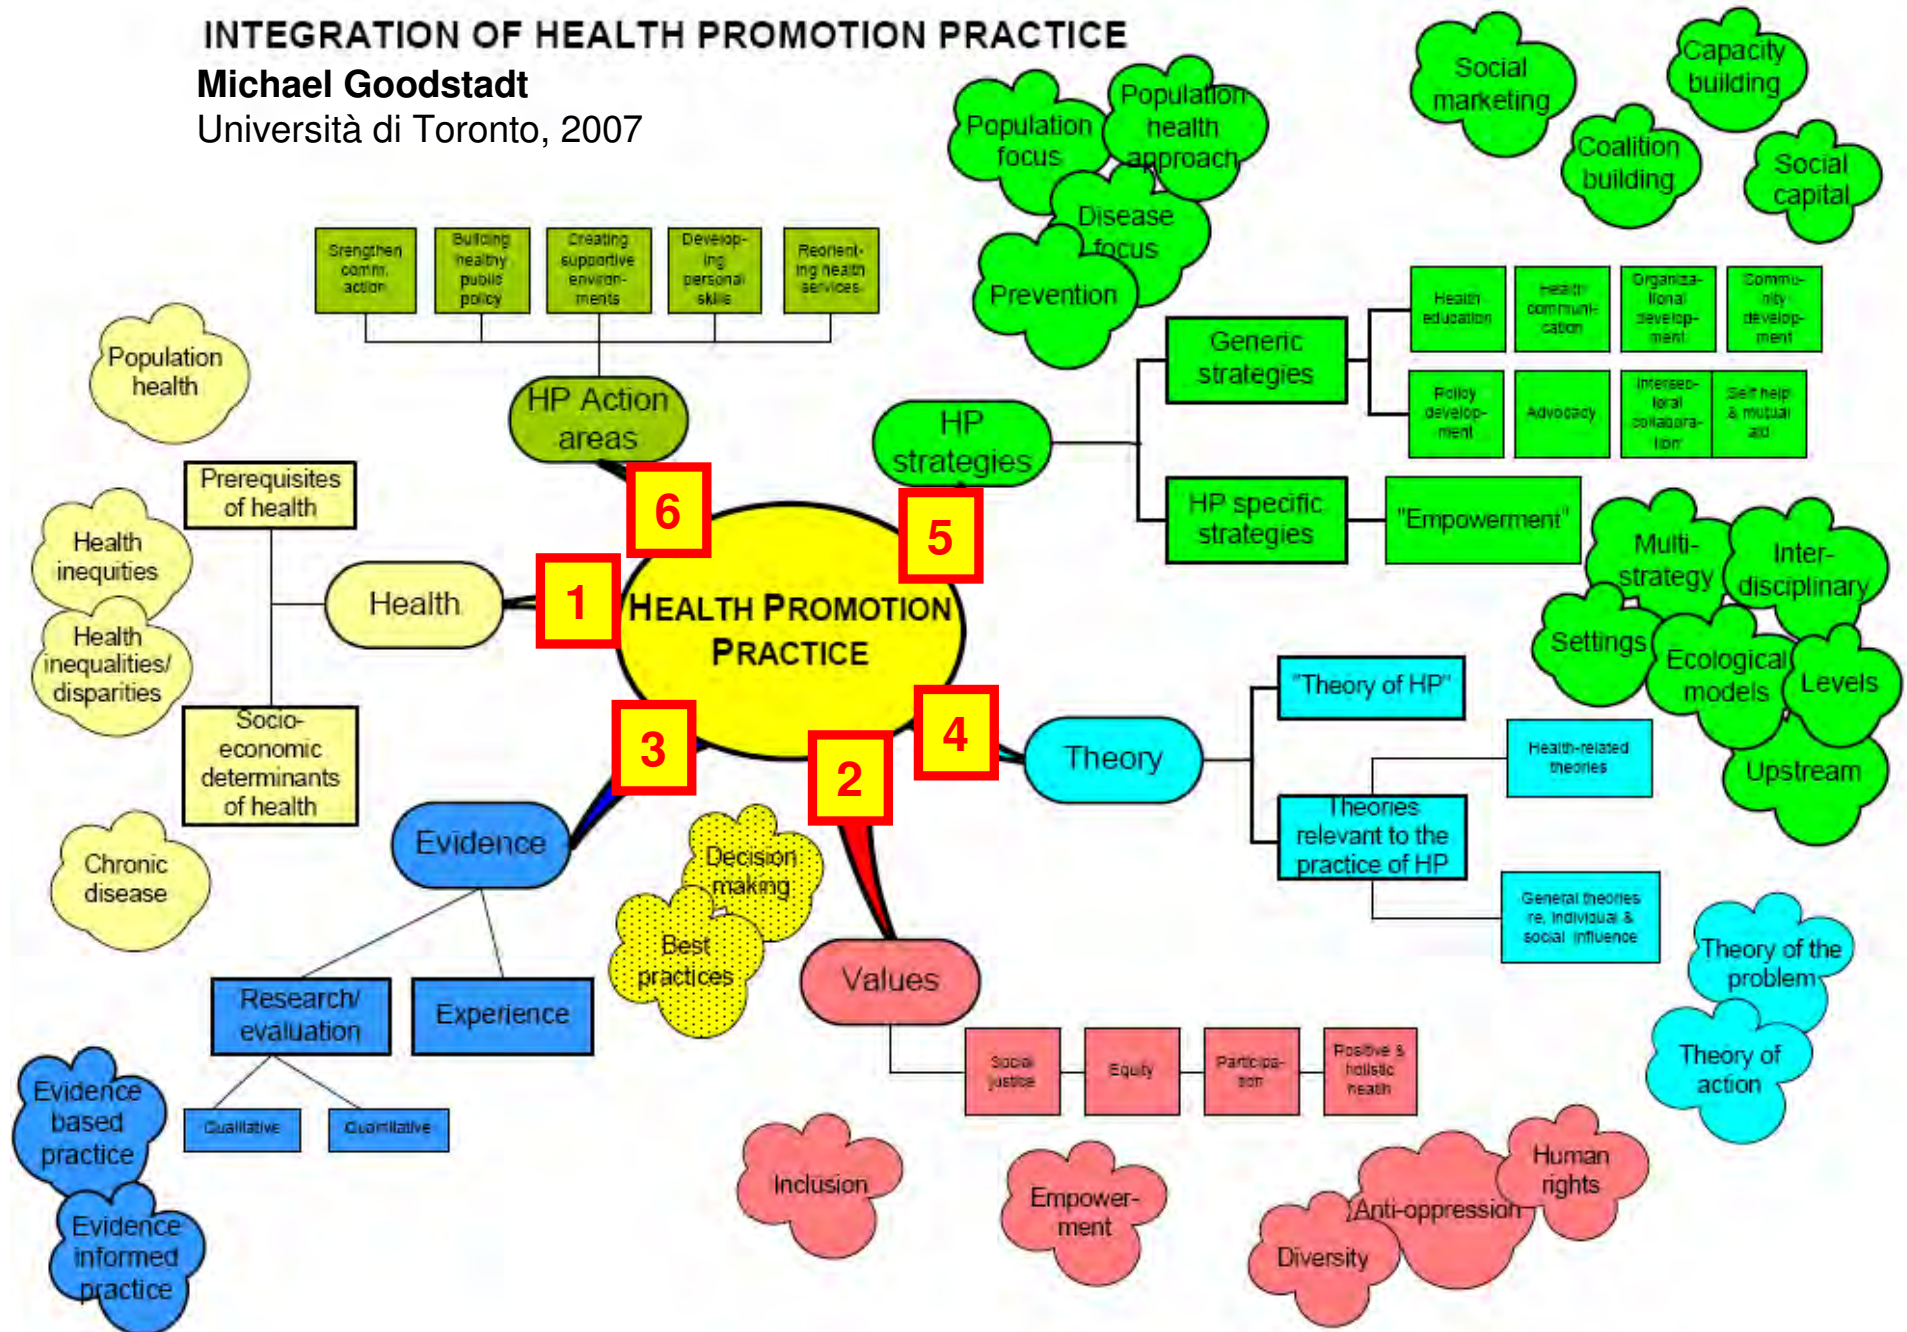 INTEGRATION OF HEALTH PROMOTION PRACTICE
Michael Goodstadt
Università di Toronto, 2007
Population
focus
Population
health
approach
Disease
focus
Prevention
Social
marketing
Capacity
building
Coalition
building
Social
capital
Srengthen
comm.
action
Building
healthy
public
policy
Creating
supportive
environ-
ments
Develop-
ing
personal
skills
Reorient-
ing health
services
HP Action
areas
HP
strategies
Generic
strategies
Health
education
Health
communi-
cation
Organiza-
tional
develop-
ment
Commu-
nity
develop-
ment
Policy
develop-
ment
Advocacy
Intersec-
toral
collabora-
tion
Self help
& mutual
aid
HP specific
strategies
"Empowerment"
Multi-
strategy
Inter-
disciplinary
Settings
Ecological
models
Levels
Upstream
Population
health
Prerequisites
of health
Health
inequities
Health
inequalities/
disparities
Health
Socio-
economic
determinants
of health
Chronic
disease
6
5
1
HEALTH PROMOTION
PRACTICE
3
2
4
Theory
"Theory of HP"
Health-related
theories
Theories
relevant to the
practice of HP
General theories
re. individual &
social influence
Theory of the
problem
Theory of
action
Evidence
Decision
making
Best
practices
Research/
evaluation
Experience
Qualitative
Quantitative
Evidence
based
practice
Evidence
informed
practice
Values
Social
justice
Equity
Participa-
tion
Positive &
holistic
health
Inclusion
Empower-
ment
Diversity
Anti-oppression
Human
rights